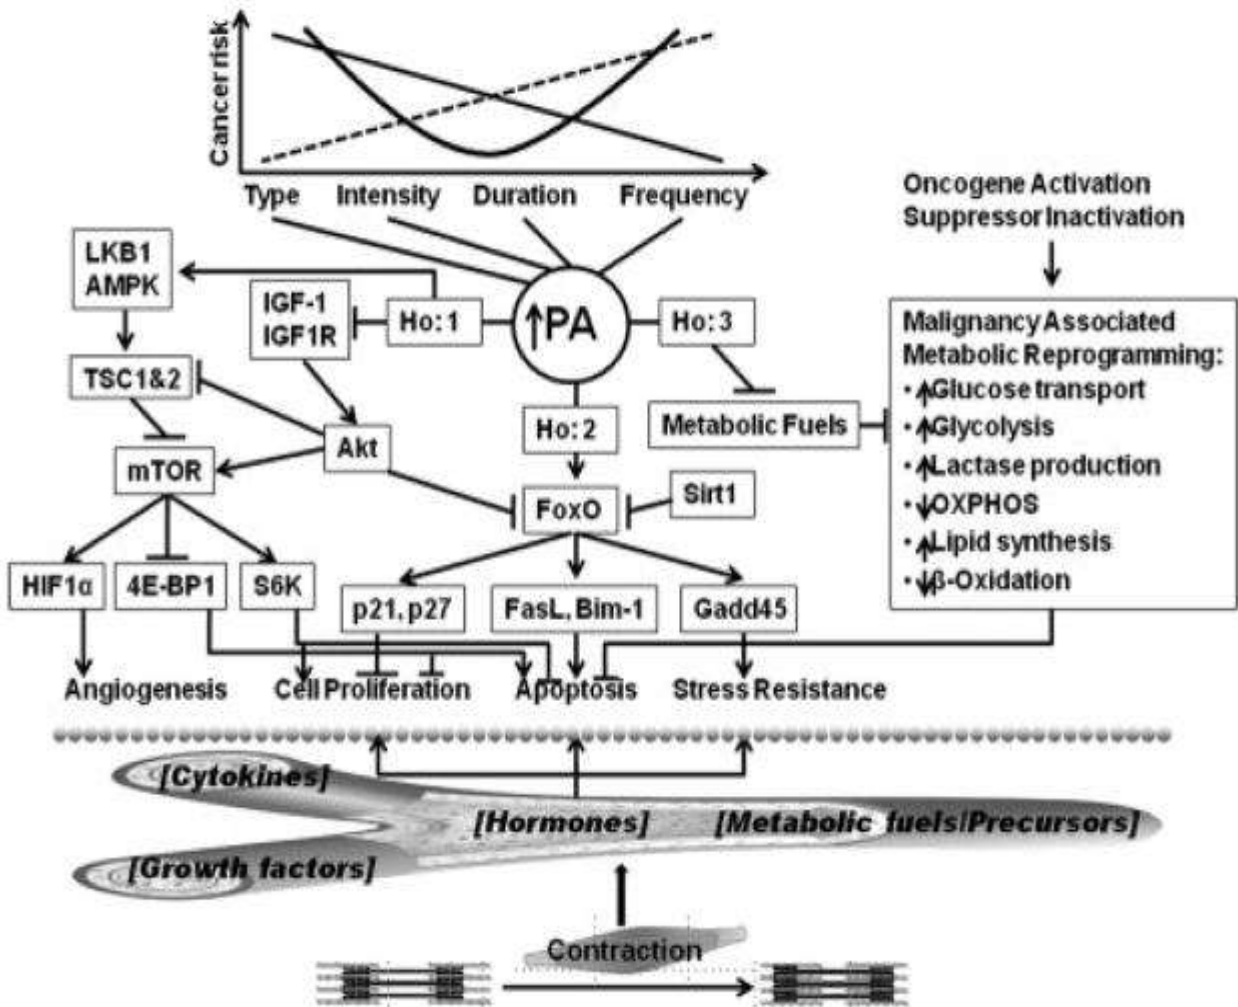 Cancer risk
Type Intensity Duration Frequency
Oncogene Activation
Suppressor Inactivation
LKB1
AMPK
IGF-1
IGF1R
Ho: 1
↑PA
Ho: 3
Malignancy Associated
Metabolic Reprogramming:
• ↑Glucose transport
• ↑Glycolysis
• ↑Lactase production
• ↓OXPHOS
• ↑Lipid synthesis
• ↓β-Oxidation
TSC1&2
Akt
Ho: 2
Metabolic Fuels
mTOR
FoxO
Sirt1
HIF1α
4E-BP1
S6K
p21, p27
FasL, Bim-1
Gadd45
Angiogenesis
Cell Proliferation
Apoptosis
Stress Resistance
[Cytokines]
[Hormones]
[Metabolic fuels/Precursors]
[Growth factors]
Contraction